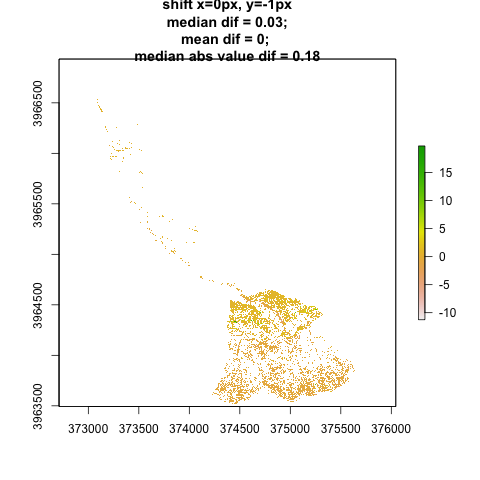 shift x=0px, y=-1px
median dif = 0.03;
mean dif = 0;
median abs value dif = 0.18
3966500
3965500
3964500
3963500
15
10
5
0
-5
-10
373000 373500 374000 374500 375000 375500 376000